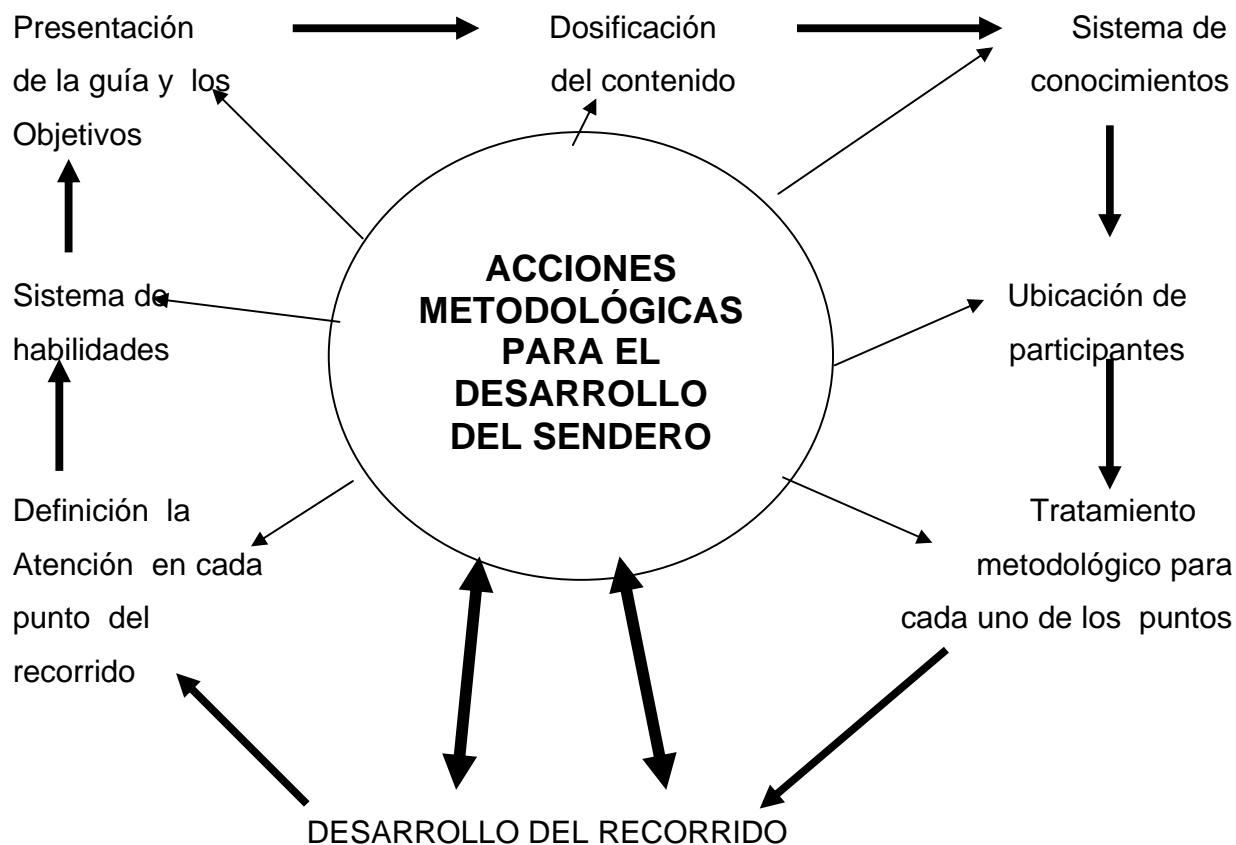 Presentación
de la guía y los
Objetivos
Dosificación
del contenido
Sistema de
conocimientos
ACCIONES
METODOLÓGICAS
PARA EL
DESARROLLO
DEL SENDERO
Sistema de
habilidades
Ubicación de
participantes
Definición la
Atención en cada
punto del
recorrido
Tratamiento
metodológico para
cada uno de los puntos
DESARROLLO DEL RECORRIDO